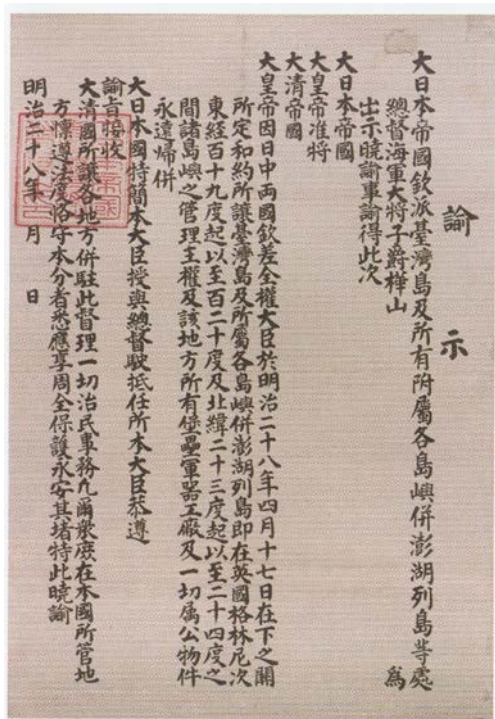 諭示
大日本帝國欽派臺灣島及所有附屬各島嶼併澎湖列島等處
總督海軍大將子爵樺山 為
出示曉諭事諭得此次
大日本帝國
大皇帝准將
大清帝國
大皇帝因日中両國欽差全權大臣於明治二十八年四月十七日在下之關
所定和約所讓臺灣島及所屬各島嶼併澎湖列島即在英國格林尼次
東經百十九度起以至百二十度及北緯二十三度起以至二十四度之
間諸島嶼之管理主權及該地方所有堡壘軍器工廠及一切屬公物件
永遠歸併
大日本國特簡本大臣授與總督駛抵任所本大臣恭遵
諭旨接收
大清國所讓各地方併駐此督理一切治民事務凡爾衆庶在本國所管地
方懍遵法度恪守本分者悉應享周全保護永安其堵特此曉諭
明治二十八年 月 日